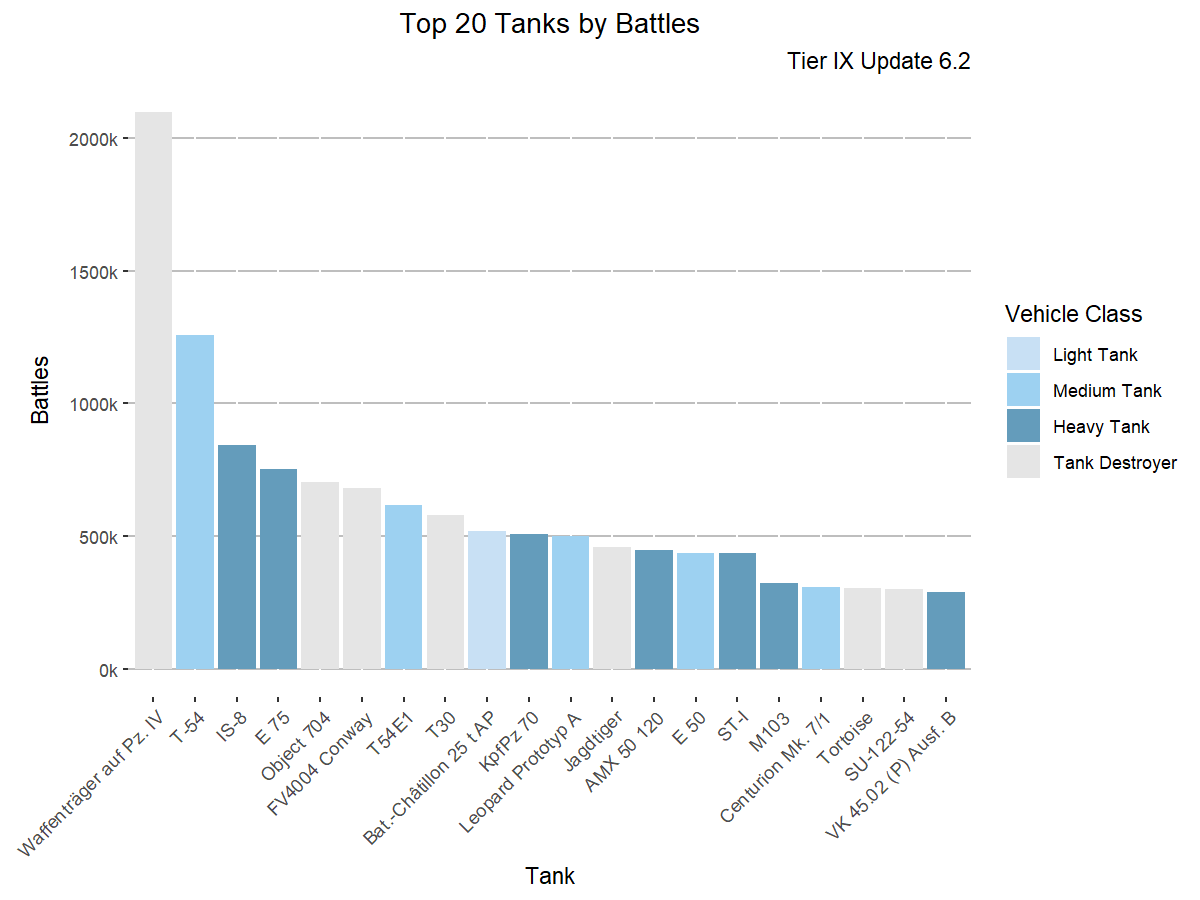 Top 20 Tanks by Battles
Tier IX Update 6.2
Battles
2000k
1500k
1000k
500k
0k
Waffenträger auf Pz. IV
T-54
IS-8
E 75
Object 704
FV4004 Conway
T54E1
T30
Bat.-Châtillon 25 t AP
KpfPz 70
Leopard Prototyp A
Jagdtiger
AMX 50 120
E 50
ST-I
M103
Centurion Mk. 7/1
Tortoise
SU-122-54
VK 45.02 (P) Ausf. B
Tank
Vehicle Class
Light Tank
Medium Tank
Heavy Tank
Tank Destroyer